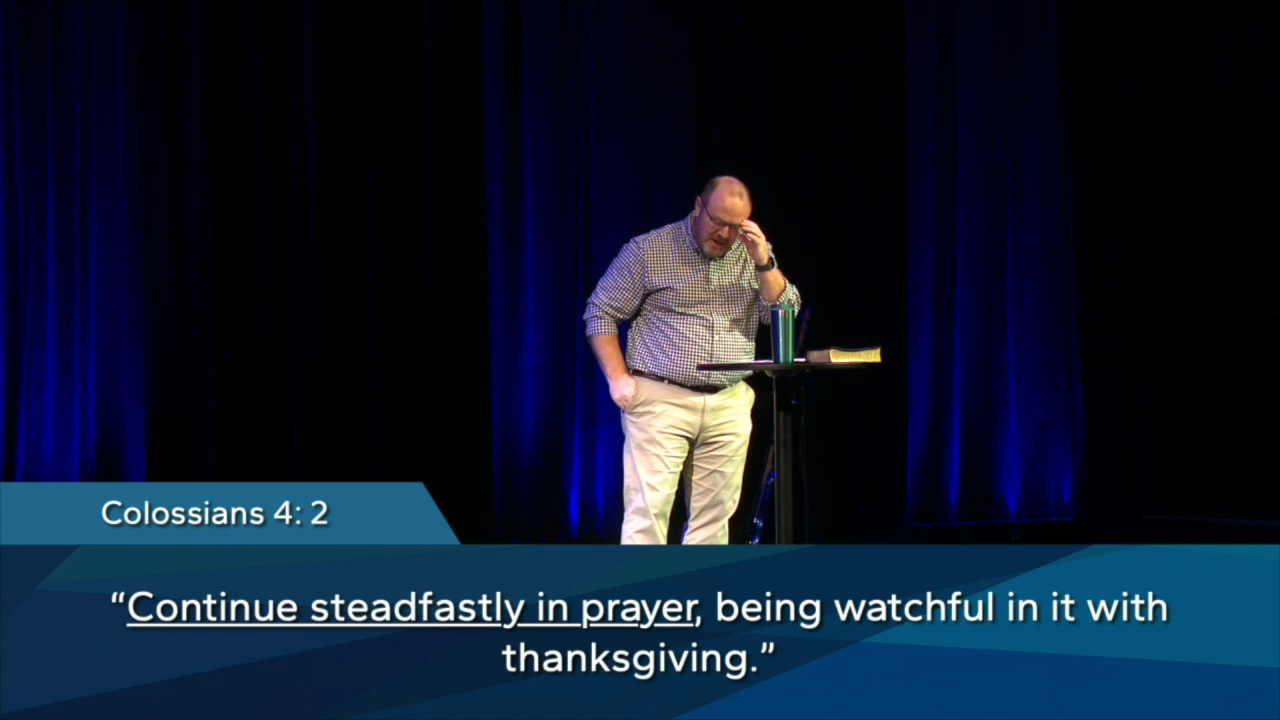 Colossians 4: 2
“Continue steadfastly in prayer, being watchful in it with
thanksgiving.”